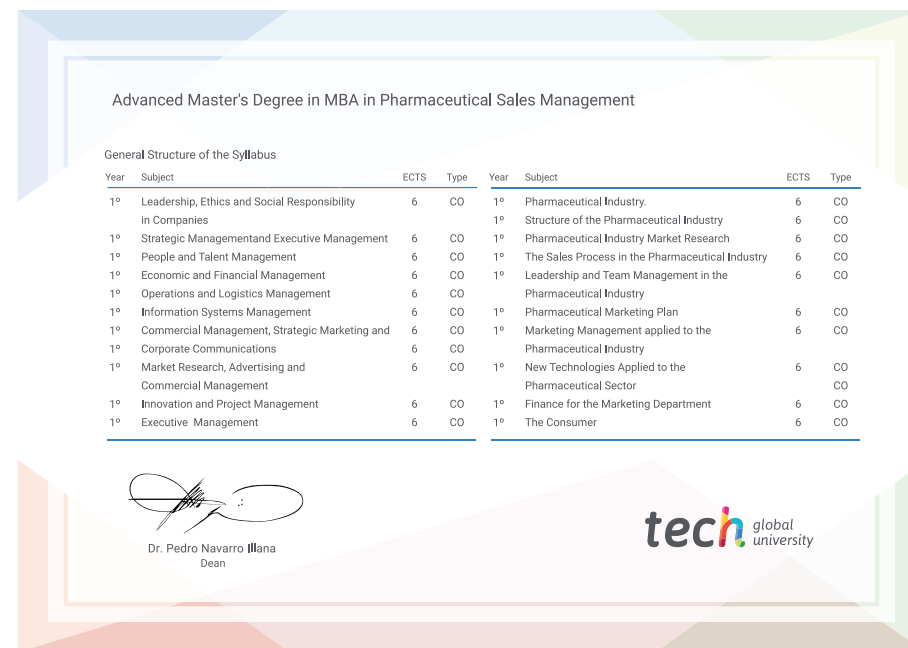 Advanced Master's Degree in MBA in Pharmaceutical Sales Management
General Structure of the Syllabus
Year Subject ECTS Type
1º Leadership, Ethics and Social Responsibility 6 CO
in Companies
1º Strategic Managementand Executive Management 6 CO
1º People and Talent Management 6 CO
1º Economic and Financial Management 6 CO
1º Operations and Logistics Management 6 CO
1º Information Systems Management 6 CO
1º Commercial Management, Strategic Marketing and 6 CO
1º Corporate Communications 6 CO
1º Market Research, Advertising and 6 CO
Commercial Management
1º Innovation and Project Management 6 CO
1º Executive Management 6 CO
Year Subject ECTS Type
1º Pharmaceutical Industry. 6 CO
1º Structure of the Pharmaceutical Industry 6 CO
1º Pharmaceutical Industry Market Research 6 CO
1º The Sales Process in the Pharmaceutical Industry 6 CO
1º Leadership and Team Management in the 6 CO
Pharmaceutical Industry
1º Pharmaceutical Marketing Plan 6 CO
1º Marketing Management applied to the 6 CO
Pharmaceutical Industry
1º New Technologies Applied to the 6 CO
Pharmaceutical Sector CO
1º Finance for the Marketing Department 6 CO
1º The Consumer 6 CO
Dr. Pedro Navarro Illana
Dean
tech global
university